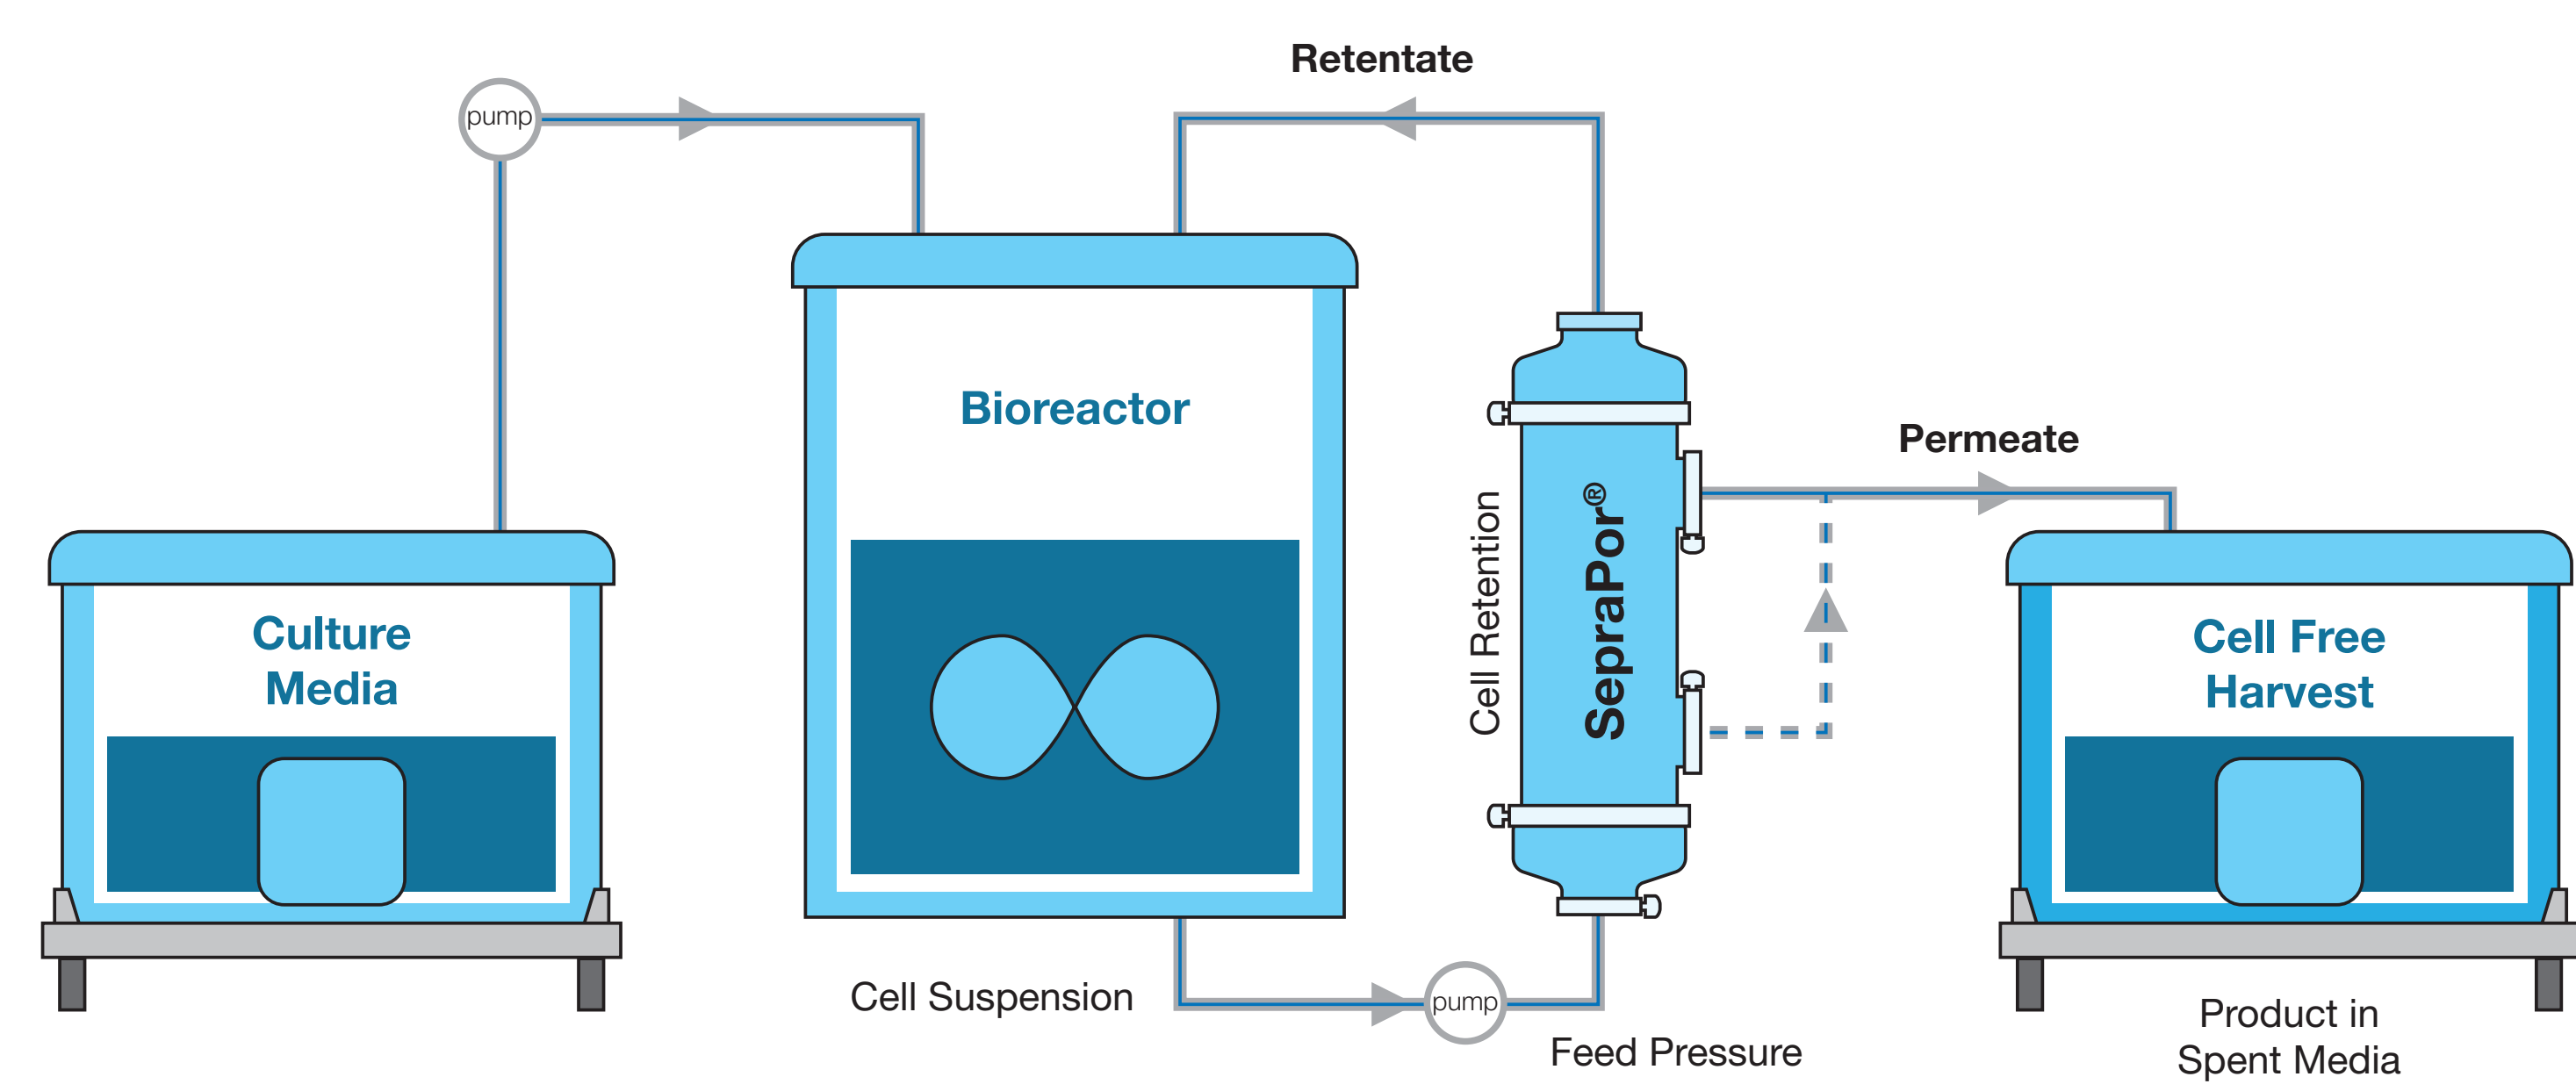 Retentate
pump
Bioreactor
Permeate
Culture
Media
Cell Retention
SepraPor®
Cell Free
Harvest
Cell Suspension
pump
Feed Pressure
Product in
Spent Media